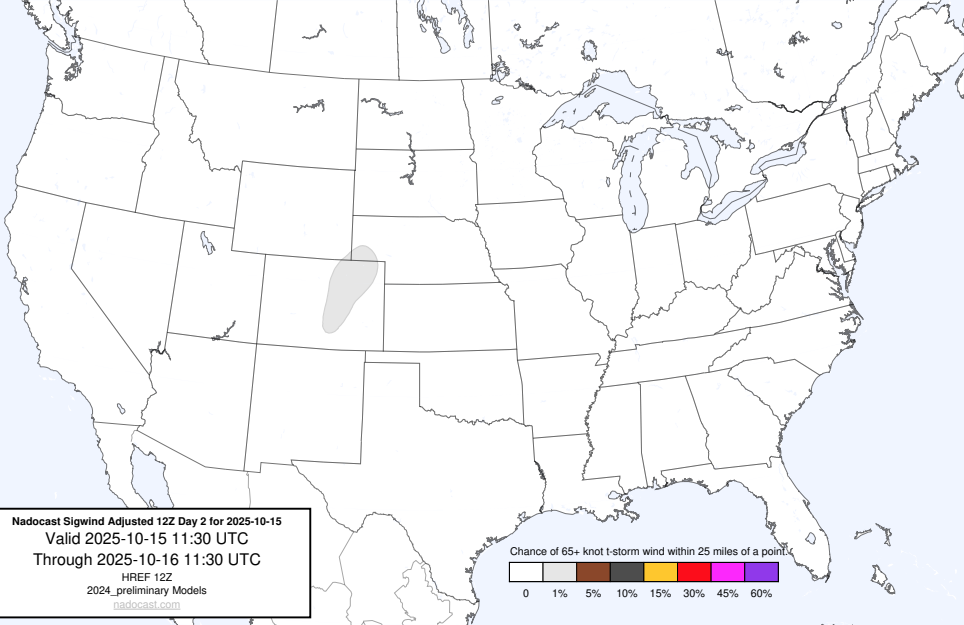 Nadocast Sigwind Adjusted 12Z Day 2 for 2025-10-15
Valid 2025-10-15 11:30 UTC
Through 2025-10-16 11:30 UTC
HREF 12Z
2024_preliminary Models
nadocast.com
Chance of 65+ knot t-storm wind within 25 miles of a point.
0 1% 5% 10% 15% 30% 45% 60%